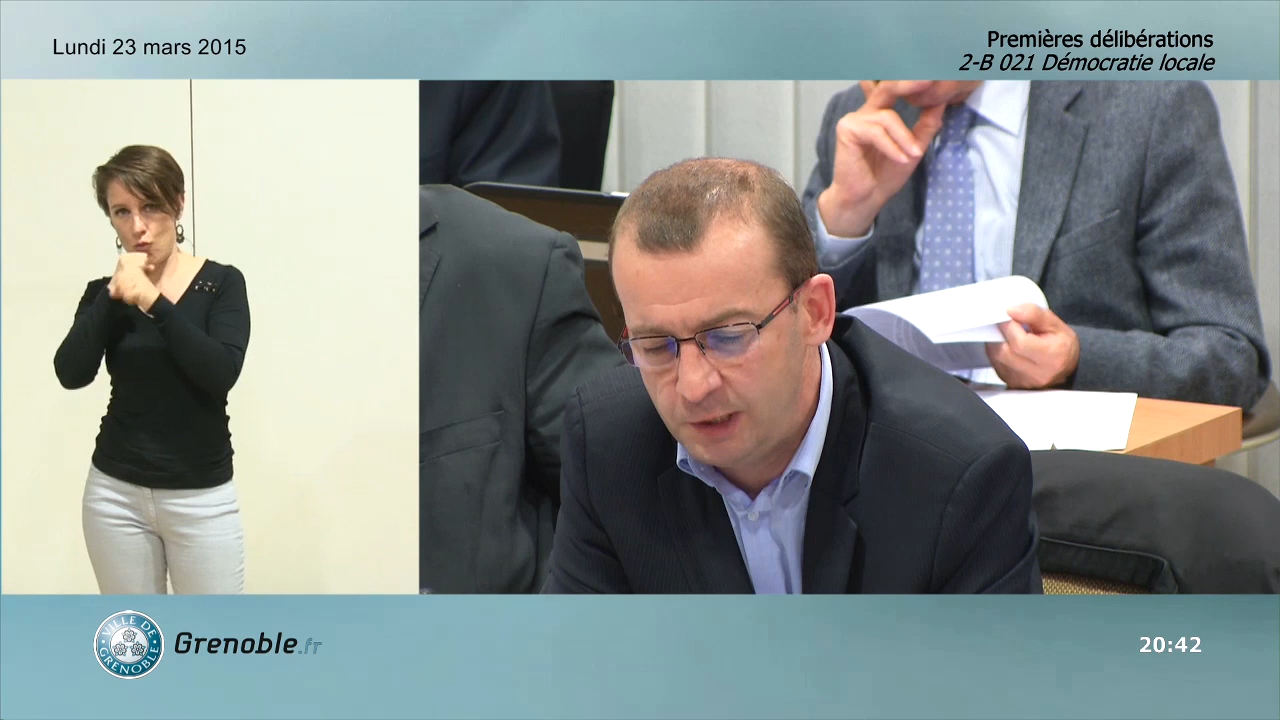 Lundi 23 mars 2015
Premières délibérations
2-B 021 Démocratie locale
VILLE DE GRENOBLE
Grenoble.fr
20:42